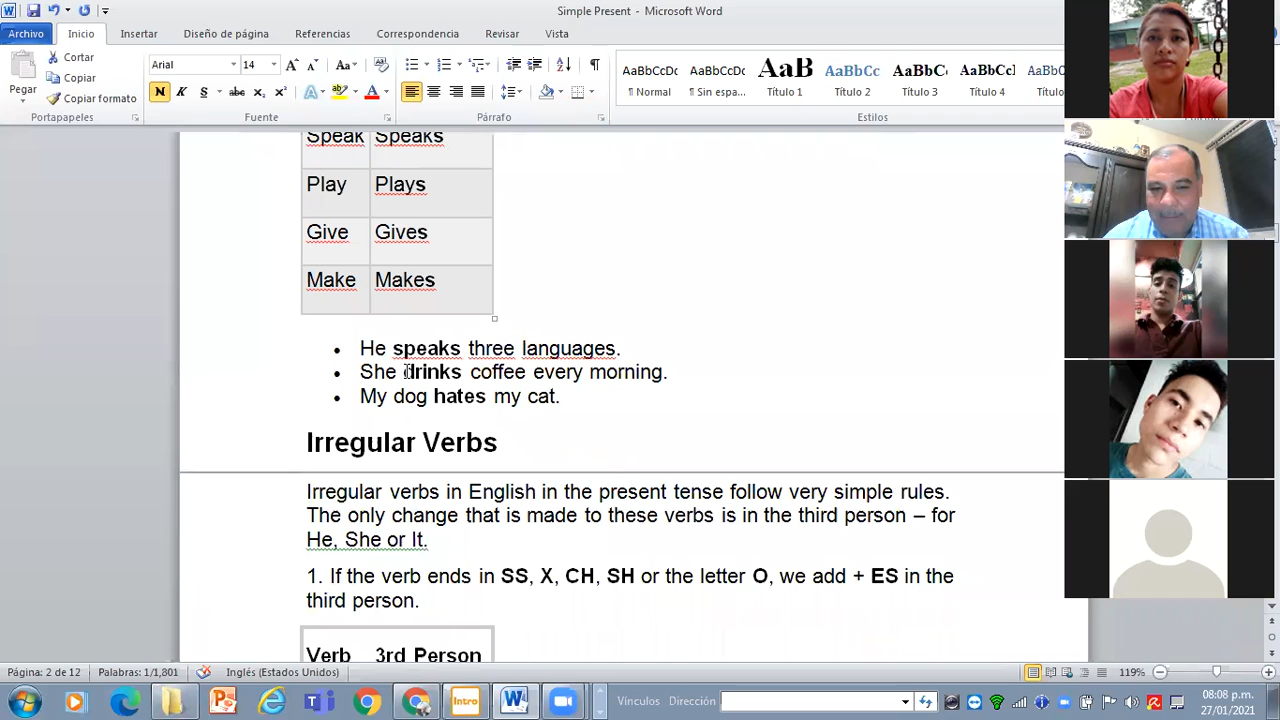 Simple Present - Microsoft Word
Archivo Inicio Insertar Diseño de página Referencias Correspondencia Revisar Vista
Pegar
Cortar
Copiar
Copiar formato
Portapapeles
Arial 14
Fuente
Párrafo
AaBbCcDc AaBbCcDc AaB AaBbCc AaBbC AaBbCc AaBb
¶ Normal ¶ Sin espa... Título 1 Título 2 Título 3 Título 4 Título
Estilos
Speak Speaks
Play Plays
Give Gives
Make Makes
• He speaks three languages.
• She drinks coffee every morning.
• My dog hates my cat.
Irregular Verbs
Irregular verbs in English in the present tense follow very simple rules.
The only change that is made to these verbs is in the third person – for
He, She or It.
1. If the verb ends in SS, X, CH, SH or the letter O, we add + ES in the
third person.
Verb 3rd Person
Página: 2 de 12 Palabras: 1/1,801 Inglés (Estados Unidos) 119%
Intro
Vínculos Dirección
08:08 p.m.
27/01/2021